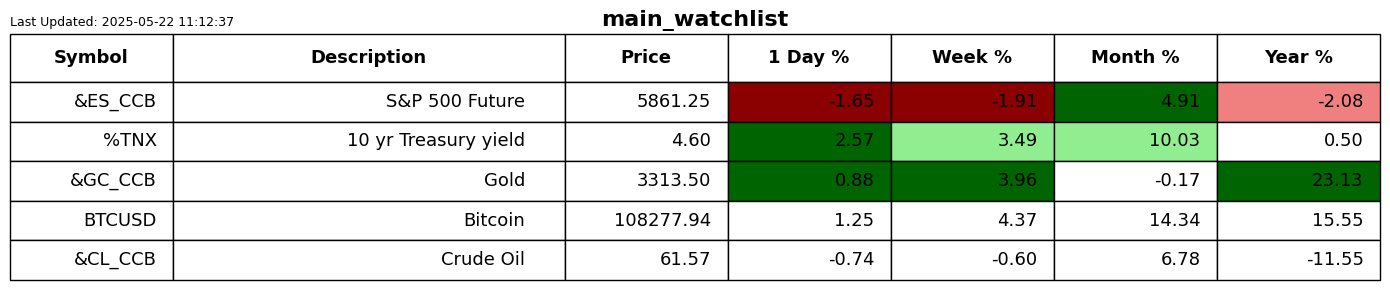 main_watchlist
Last Updated: 2025-05-22 11:12:37
Symbol Description Price 1 Day % Week % Month % Year %
&ES_CCB S&P 500 Future 5861.25 -1.65 -1.91 4.91 -2.08
%TNX 10 yr Treasury yield 4.60 2.57 3.49 10.03 0.50
&GC_CCB Gold 3313.50 0.88 3.96 -0.17 23.13
BTCUSD Bitcoin 108277.94 1.25 4.37 14.34 15.55
&CL_CCB Crude Oil 61.57 -0.74 -0.60 6.78 -11.55